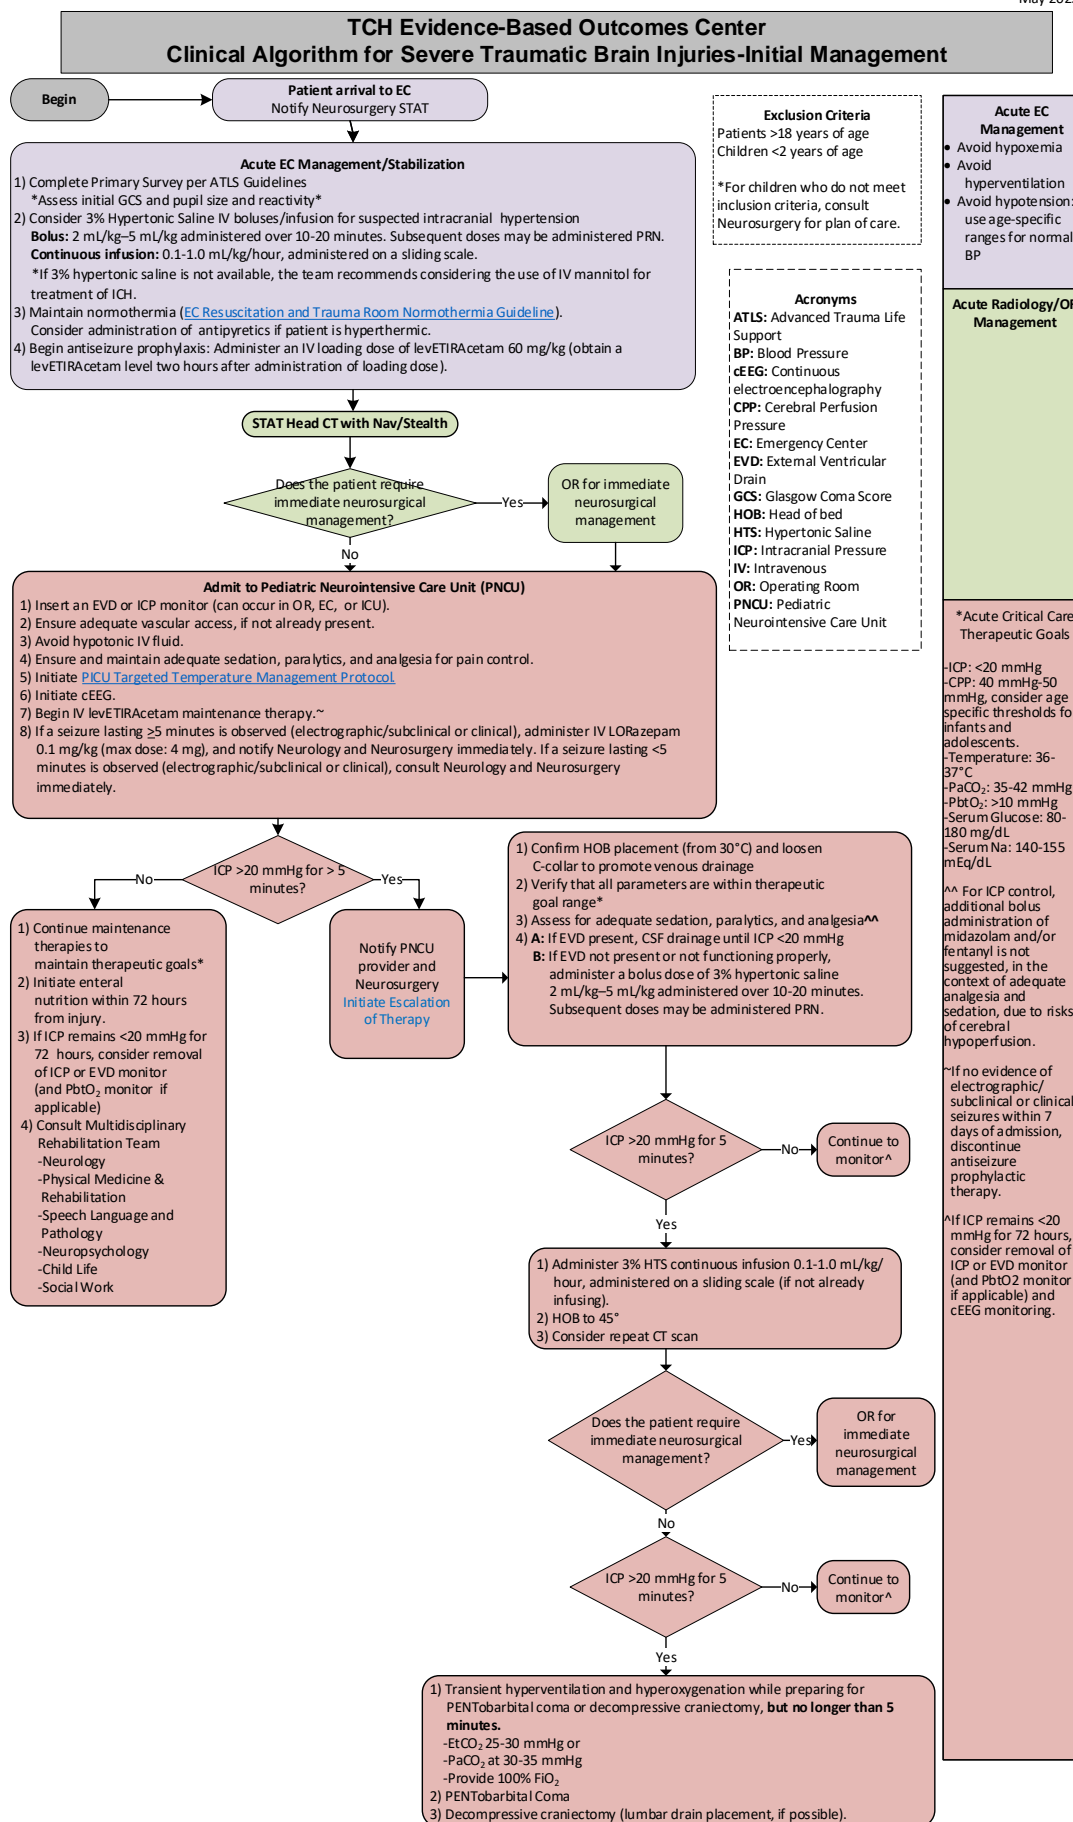 May 202
TCH Evidence-Based Outcomes Center
Clinical Algorithm for Severe Traumatic Brain Injuries-Initial Management
Begin
Patient arrival to EC
Notify Neurosurgery STAT
Acute EC Management/Stabilization
1) Complete Primary Survey per ATLS Guidelines
*Assess initial GCS and pupil size and reactivity*
2) Consider 3% Hypertonic Saline IV boluses/infusion for suspected intracranial hypertension
Bolus: 2 mL/kg–5 mL/kg administered over 10-20 minutes. Subsequent doses may be administered PRN.
Continuous infusion: 0.1-1.0 mL/kg/hour, administered on a sliding scale.
*If 3% hypertonic saline is not available, the team recommends considering the use of IV mannitol for
treatment of ICH.
3) Maintain normothermia (EC Resuscitation and Trauma Room Normothermia Guideline).
Consider administration of antipyretics if patient is hyperthermic.
4) Begin antiseizure prophylaxis: Administer an IV loading dose of levETIRAcetam 60 mg/kg (obtain a
levETIRAcetam level two hours after administration of loading dose).
STAT Head CT with Nav/Stealth
Does the patient require
immediate neurosurgical
management?
Yes
OR for immediate
neurosurgical
management
No
Admit to Pediatric Neurointensive Care Unit (PNCU)
1) Insert an EVD or ICP monitor (can occur in OR, EC, or ICU).
2) Ensure adequate vascular access, if not already present.
3) Avoid hypotonic IV fluid.
4) Ensure and maintain adequate sedation, paralytics, and analgesia for pain control.
5) Initiate PICU Targeted Temperature Management Protocol.
6) Initiate cEEG.
7) Begin IV levETIRAcetam maintenance therapy.~
8) If a seizure lasting ≥5 minutes is observed (electrographic/subclinical or clinical), administer IV LORazepam
0.1 mg/kg (max dose: 4 mg), and notify Neurology and Neurosurgery immediately. If a seizure lasting <5
minutes is observed (electrographic/subclinical or clinical), consult Neurology and Neurosurgery
immediately.
ICP >20 mmHg for > 5
minutes?
No
Yes
1) Continue maintenance
therapies to
maintain therapeutic goals*
2) Initiate enteral
nutrition within 72 hours
from injury.
3) If ICP remains <20 mmHg for
72 hours, consider removal
of ICP or EVD monitor
(and PbtO2 monitor if
applicable)
4) Consult Multidisciplinary
Rehabilitation Team
-Neurology
-Physical Medicine &
Rehabilitation
-Speech Language and
Pathology
-Neuropsychology
-Child Life
-Social Work
Notify PNCU
provider and
Neurosurgery
Initiate Escalation
of Therapy
1) Confirm HOB placement (from 30°C) and loosen
C-collar to promote venous drainage
2) Verify that all parameters are within therapeutic
goal range*
3) Assess for adequate sedation, paralytics, and analgesia^^
4) A: If EVD present, CSF drainage until ICP <20 mmHg
B: If EVD not present or not functioning properly,
administer a bolus dose of 3% hypertonic saline
2 mL/kg–5 mL/kg administered over 10-20 minutes.
Subsequent doses may be administered PRN.
ICP >20 mmHg for 5
minutes?
No
Continue to
monitor^
Yes
1) Administer 3% HTS continuous infusion 0.1-1.0 mL/kg/
hour, administered on a sliding scale (if not already
infusing).
2) HOB to 45°
3) Consider repeat CT scan
Does the patient require
immediate neurosurgical
management?
Yes
OR for
immediate
neurosurgical
management
No
ICP >20 mmHg for 5
minutes?
No
Continue to
monitor^
Yes
1) Transient hyperventilation and hyperoxygenation while preparing for
PENTobarbital coma or decompressive craniectomy, but no longer than 5
minutes.
-EtCO2 25-30 mmHg or
-PaCO2 at 30-35 mmHg
-Provide 100% FiO2
2) PENTobarbital Coma
3) Decompressive craniectomy (lumbar drain placement, if possible).
Exclusion Criteria
Patients >18 years of age
Children <2 years of age
*For children who do not meet
inclusion criteria, consult
Neurosurgery for plan of care.
Acronyms
ATLS: Advanced Trauma Life
Support
BP: Blood Pressure
cEEG: Continuous
electroencephalography
CPP: Cerebral Perfusion
Pressure
EC: Emergency Center
EVD: External Ventricular
Drain
GCS: Glasgow Coma Score
HOB: Head of bed
HTS: Hypertonic Saline
ICP: Intracranial Pressure
IV: Intravenous
OR: Operating Room
PNCU: Pediatric
Neurointensive Care Unit
Acute EC
Management
• Avoid hypoxemia
• Avoid
hyperventilation
• Avoid hypotension:
use age-specific
ranges for normal
BP
Acute Radiology/OR
Management
*Acute Critical Care
Therapeutic Goals
-ICP: <20 mmHg
-CPP: 40 mmHg-50
mmHg, consider age
specific thresholds for
infants and
adolescents.
-Temperature: 36-
37°C
-PaCO2: 35-42 mmHg
-PbtO2: >10 mmHg
-Serum Glucose: 80-
180 mg/dL
-Serum Na: 140-155
mEq/dL
^^ For ICP control,
additional bolus
administration of
midazolam and/or
fentanyl is not
suggested, in the
context of adequate
analgesia and
sedation, due to risks
of cerebral
hypoperfusion.
~If no evidence of
electrographic/
subclinical or clinical
seizures within 7
days of admission,
discontinue
antiseizure
prophylactic
therapy.
^If ICP remains <20
mmHg for 72 hours,
consider removal of
ICP or EVD monitor
(and PbtO2 monitor
if applicable) and
cEEG monitoring.